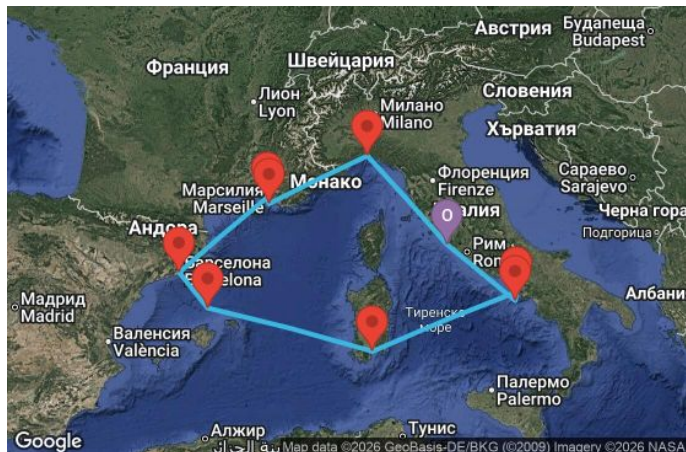 Австрия
Будапеща
Budapest
Швейцария
Франция
Словения
Лион
Lyon
Милано
Milano
Хърватия
Марсилия
Marseille
Монако
Флоренция
Firenze
Сараево
Sarajevo
Андора
Черна гора
Подгорица
O
Рим
Барселона
Мадрид
Madrid
Албани
Тиренско
море
Валенсия
València
Палермо
Palermo
Алжир
Тунис
Google
Map data ©2026 GeoBasis-DE/BKG (©2009) Imagery ©2026 NASA